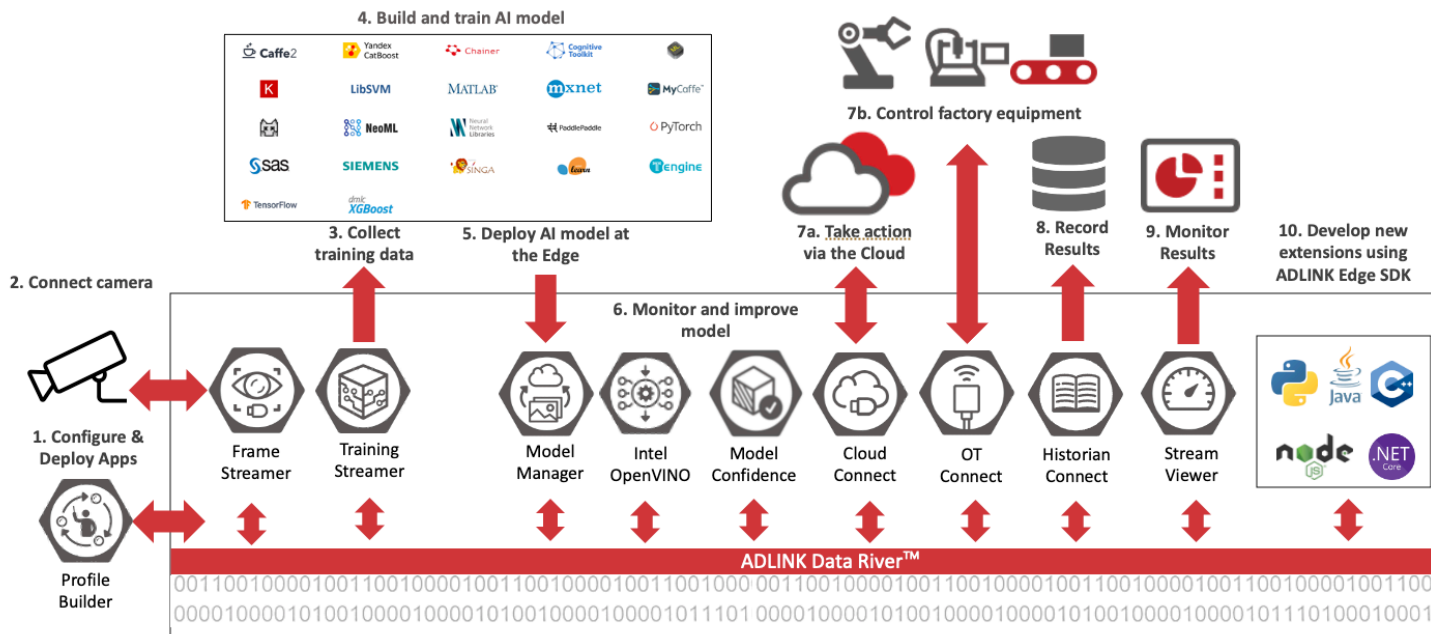 4. Build and train AI model
Caffe2
Yandex
CatBoost
Chainer
Cognitive
Toolkit
K
LibSVM
MATLAB
mxnet
MyCaffe™
NeoML
Neural
Network
Libraries
PaddlePaddle
PyTorch
sas
SIEMENS
SINGA
learn
Tengine
TensorFlow
dmlc
XGBoost
7b. Control factory equipment
3. Collect
training data
5. Deploy AI model at
the Edge
7a. Take action
via the Cloud
8. Record
Results
9. Monitor
Results
10. Develop new
extensions using
ADLINK Edge SDK
2. Connect camera
6. Monitor and improve
model
1. Configure &
Deploy Apps
Frame
Streamer
Training
Streamer
Model
Manager
Intel
OpenVINO
Model
Confidence
Cloud
Connect
OT
Connect
Historian
Connect
Stream
Viewer
Java
C++
node
JS
.NET
Core
Profile
Builder
ADLINK Data River™